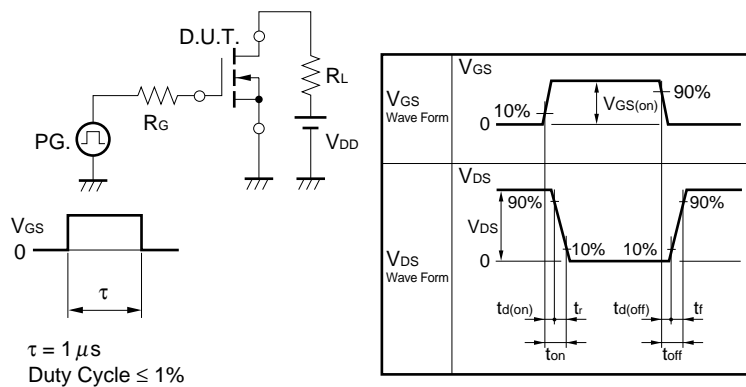 D.U.T.
RL
RG
PG.
VDD
VGS
0
τ
τ = 1 μs
Duty Cycle ≤ 1%
VGS
Wave Form
VGS
10%
0
VGS(on)
90%
VDS
Wave Form
VDS
90%
VDS
0
10%
10%
90%
td(on)
tr
td(off)
tf
ton
toff